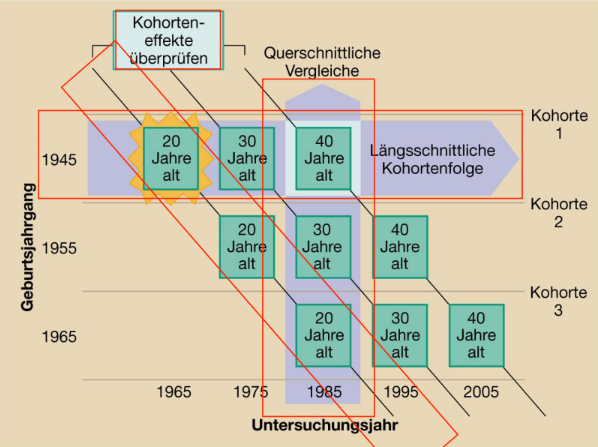 Kohorten-
effekte
überprüfen
Querschnittliche
Vergleiche
Kohorte
1
1945
20
Jahre
alt
30
Jahre
alt
40
Jahre
alt
Längsschnittliche
Kohortenfolge
Kohorte
2
1955
20
Jahre
alt
30
Jahre
alt
40
Jahre
alt
Kohorte
3
1965
20
Jahre
alt
30
Jahre
alt
40
Jahre
alt
Geburtsjahrgang
1965 1975 1985 1995 2005
Untersuchungsjahr